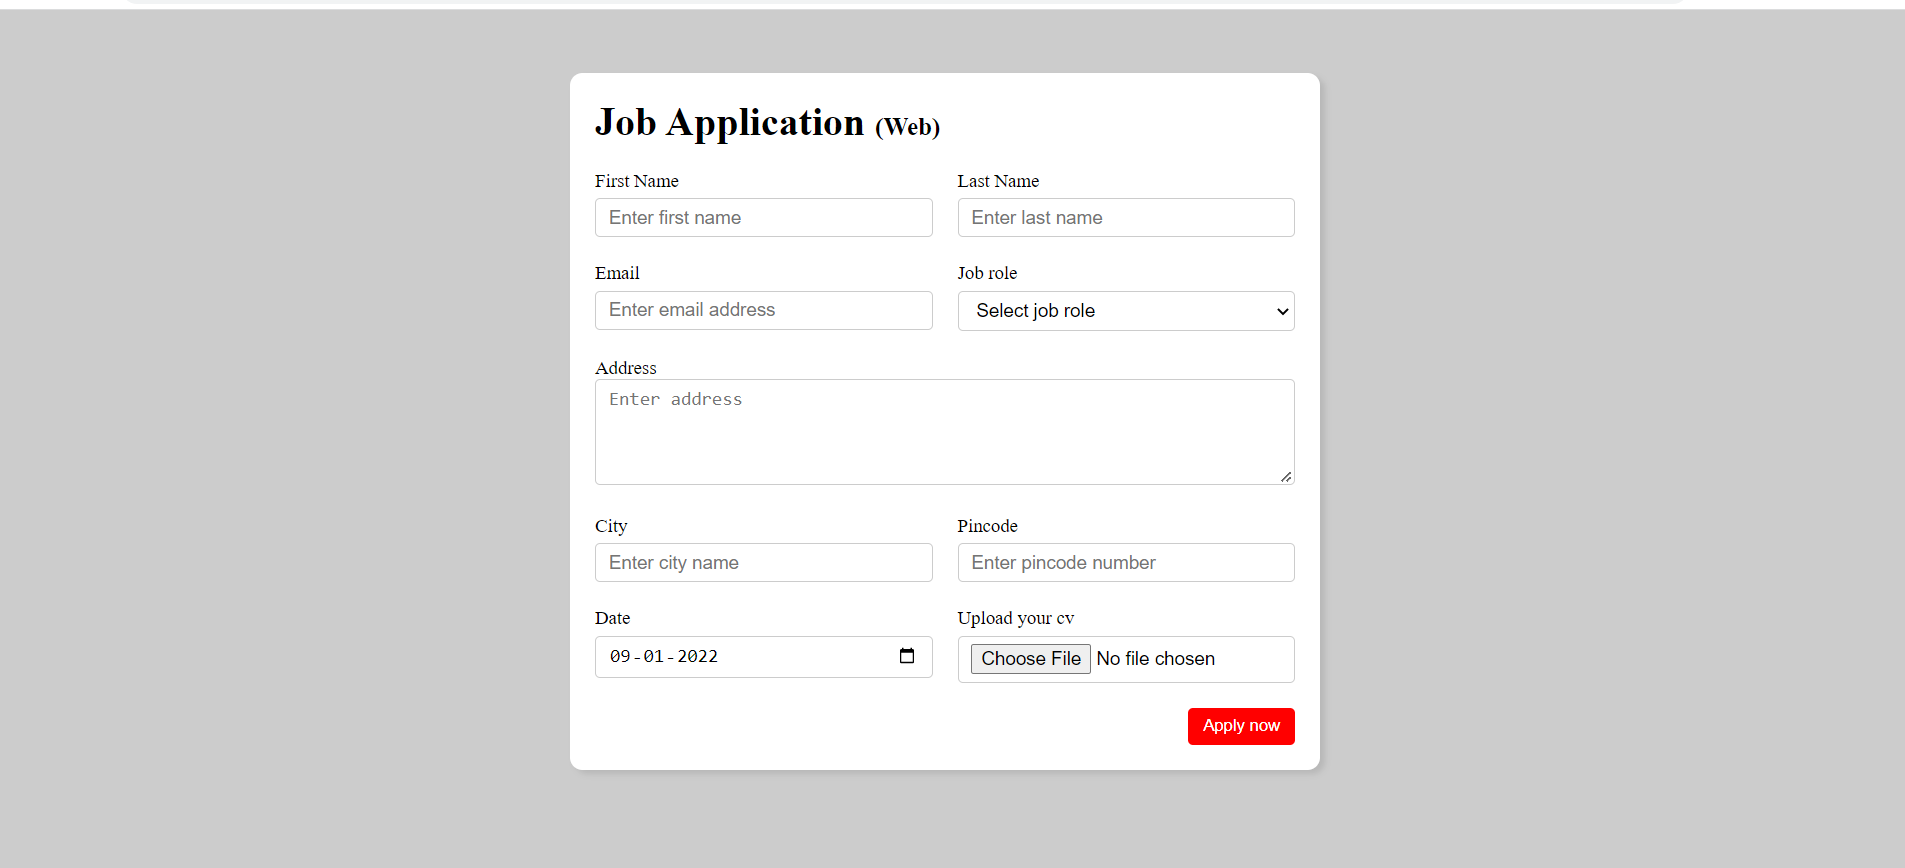 Job Application (Web)
First Name
Last Name
Enter first name
Enter last name
Email
Job role
Enter email address
Select job role
Address
Enter address
City
Pincode
Enter city name
Enter pincode number
Date
Upload your cv
09-01-2022
Choose File No file chosen
Apply now